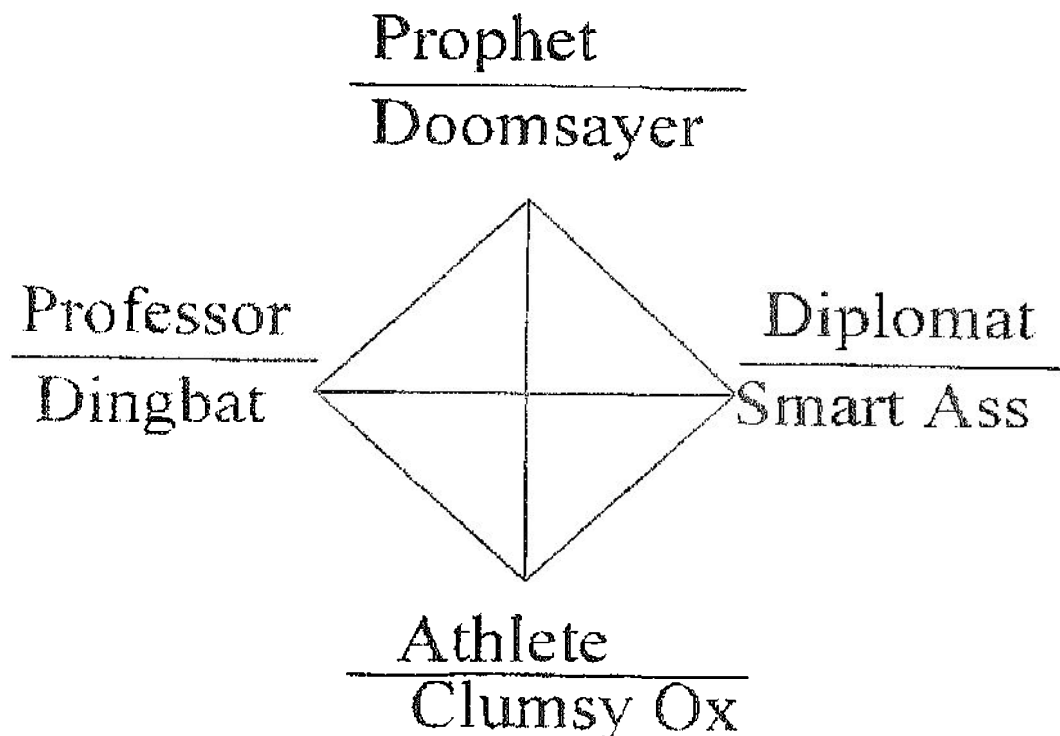 Prophet
Doomsayer
Professor
Dingbat
Diplomat
Smart Ass
Athlete
Clumsy Ox